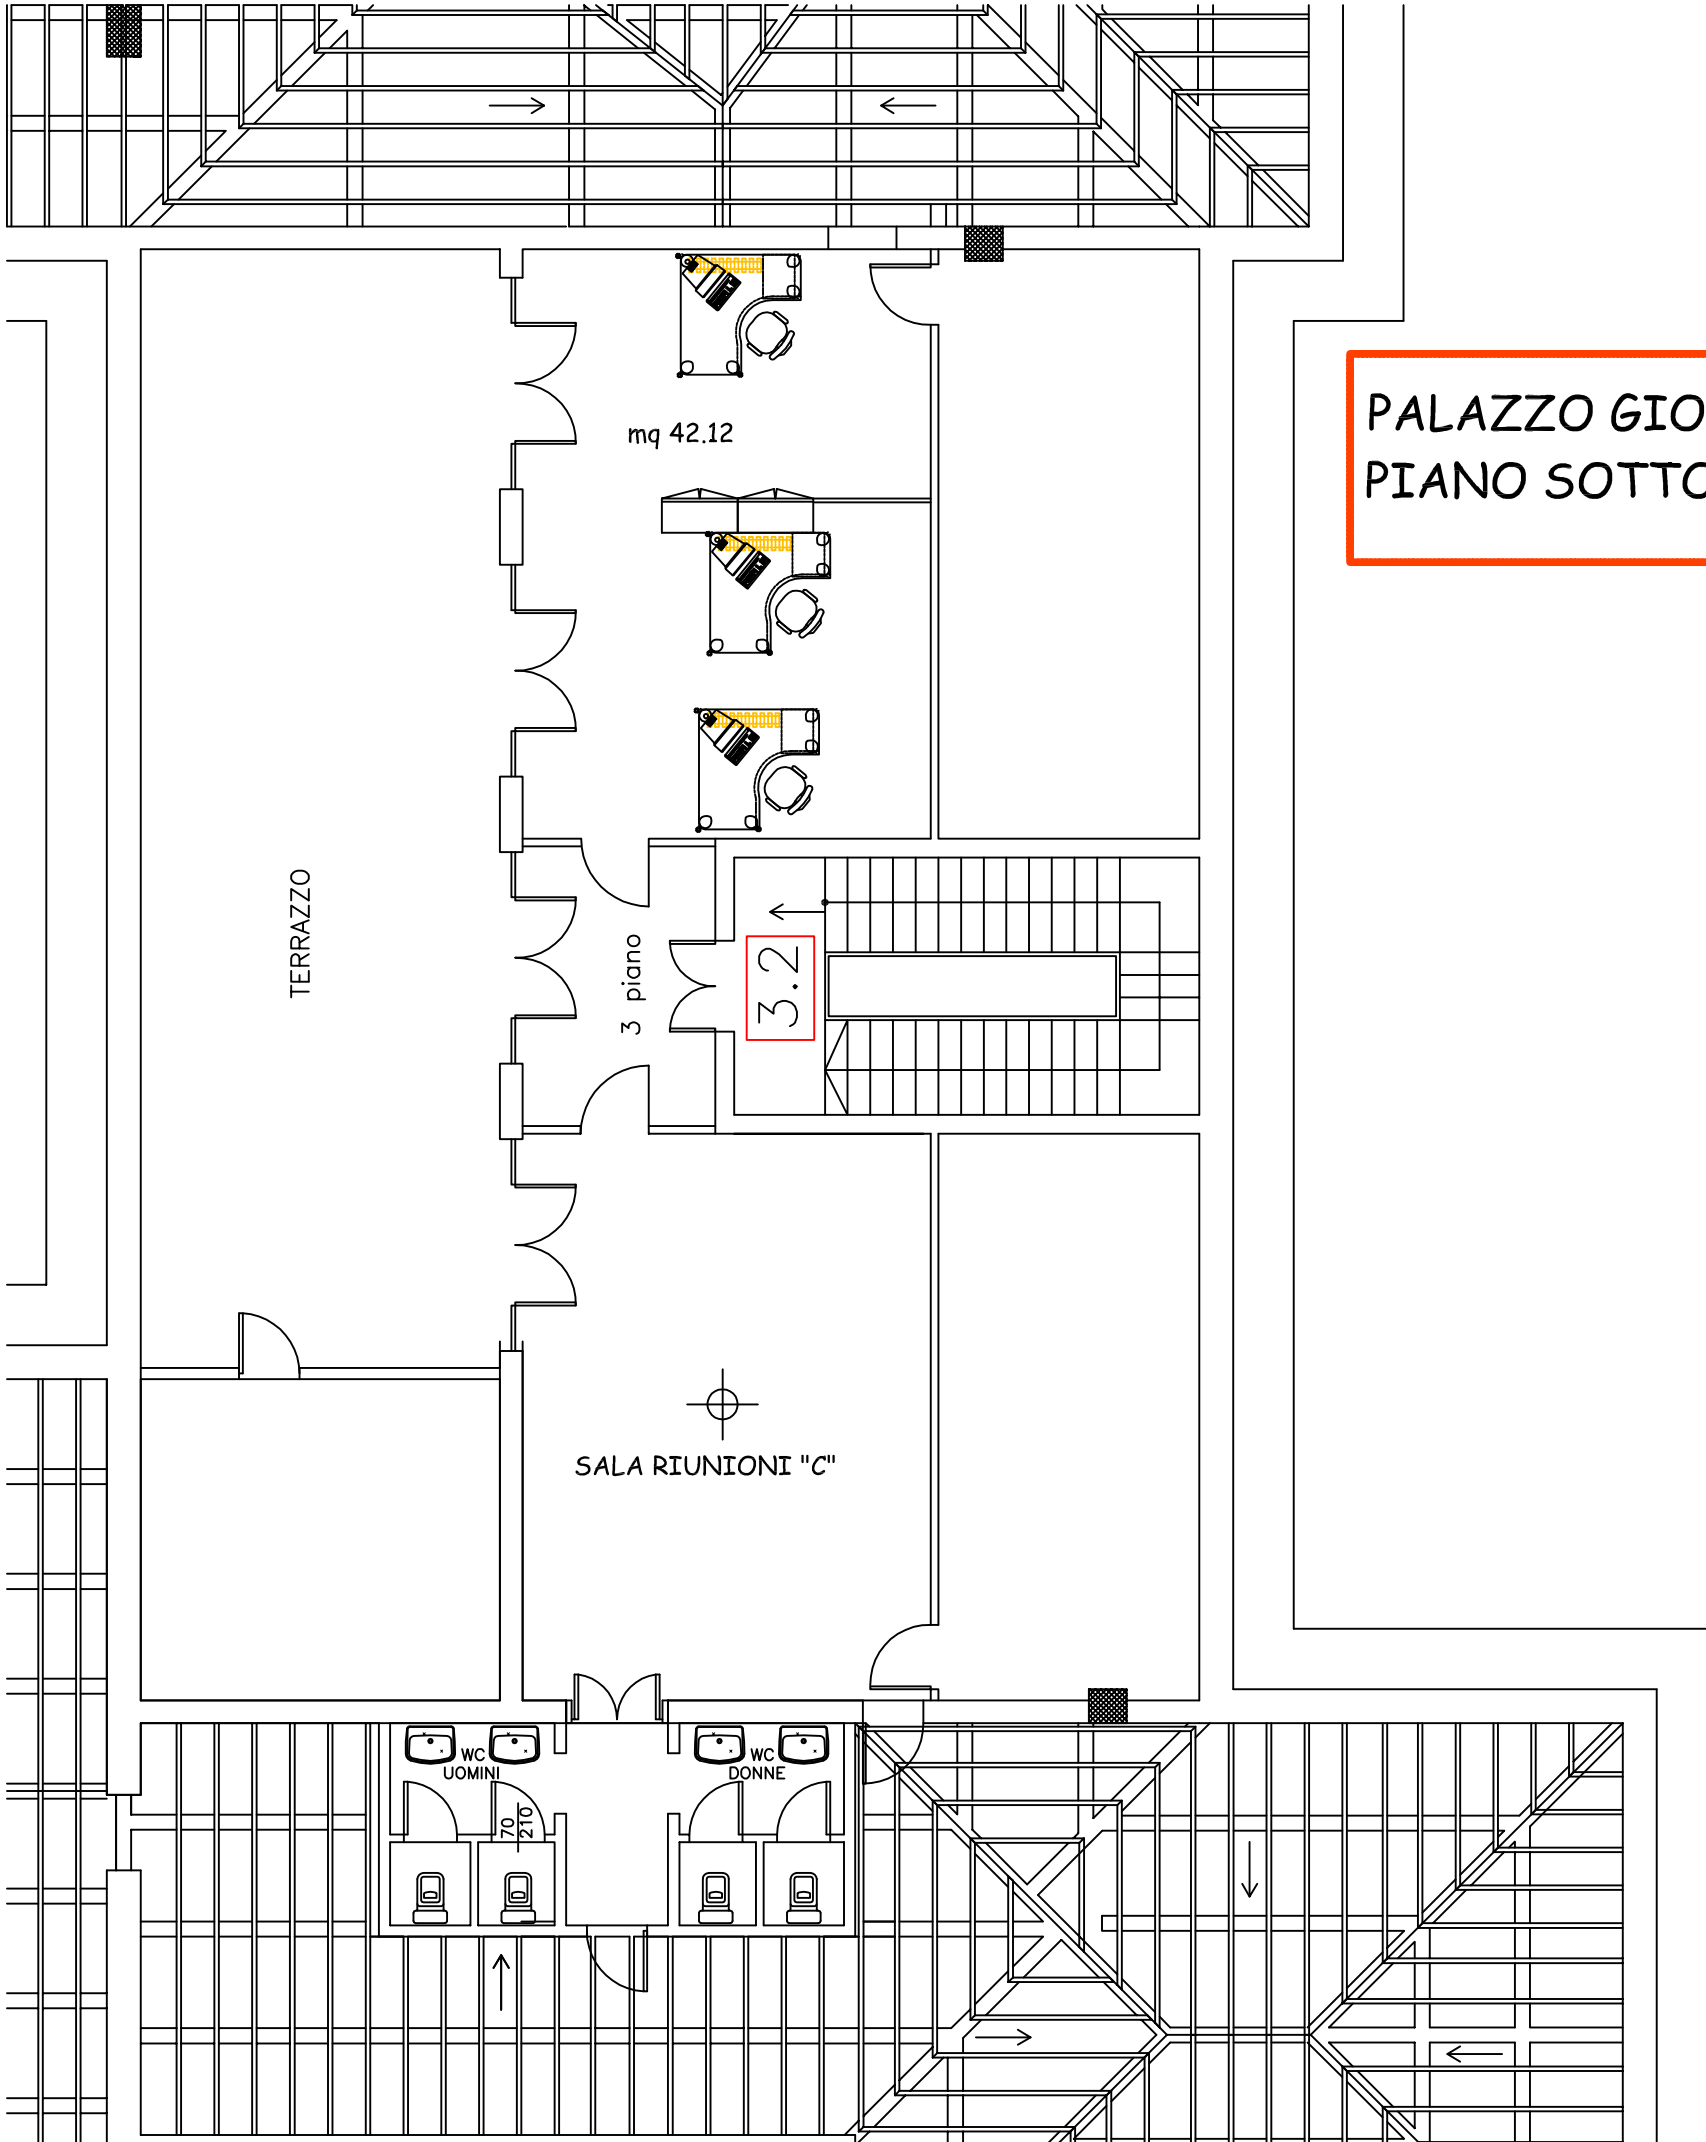 PALAZZO GIO
PIANO SOTTO
mq 42.12
TERRAZZO
3 piano
3.2
SALA RIUNIONI "C"
WC
UOMINI
WC
DONNE
70
210